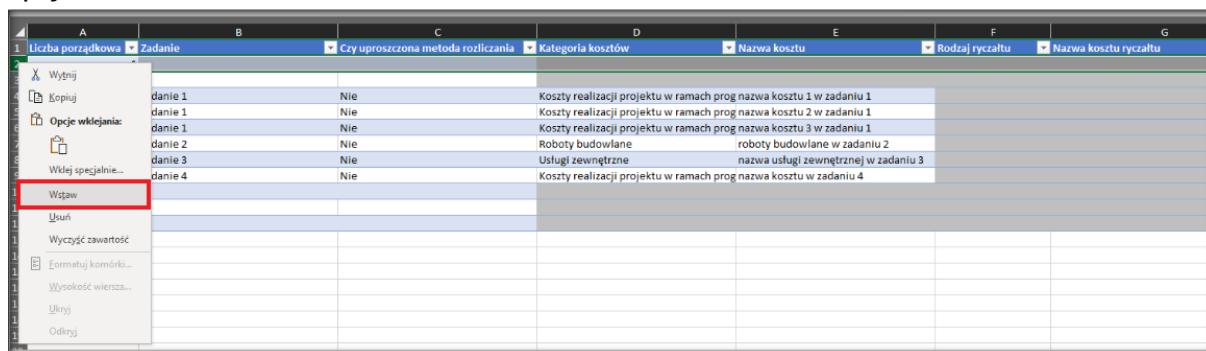 A B C D E F G
1 Liczba porządkowa Zadanie Czy uproszczona metoda rozliczania Kategoria kosztów Nazwa kosztu Rodzaj ryczałtu Nazwa kosztu ryczałtu
Wytnij
Kopiuj
danie 1 Nie Koszty realizacji projektu w ramach prog nazwa kosztu 1 w zadaniu 1
danie 1 Nie Koszty realizacji projektu w ramach prog nazwa kosztu 2 w zadaniu 1
Opcje wklejania:
danie 1 Nie Koszty realizacji projektu w ramach prog nazwa kosztu 3 w zadaniu 1
danie 2 Nie Roboty budowlane roboty budowlane w zadaniu 2
danie 3 Nie Usługi zewnętrzne nazwa usługi zewnętrznej w zadaniu 3
Wklej specjalnie...
danie 4 Nie Koszty realizacji projektu w ramach prog nazwa kosztu w zadaniu 4
Wstaw
Usuń
Wyczyść zawartość
Formatuj komórki...
Wysokość wiersza...
Ukryj
Odkryj